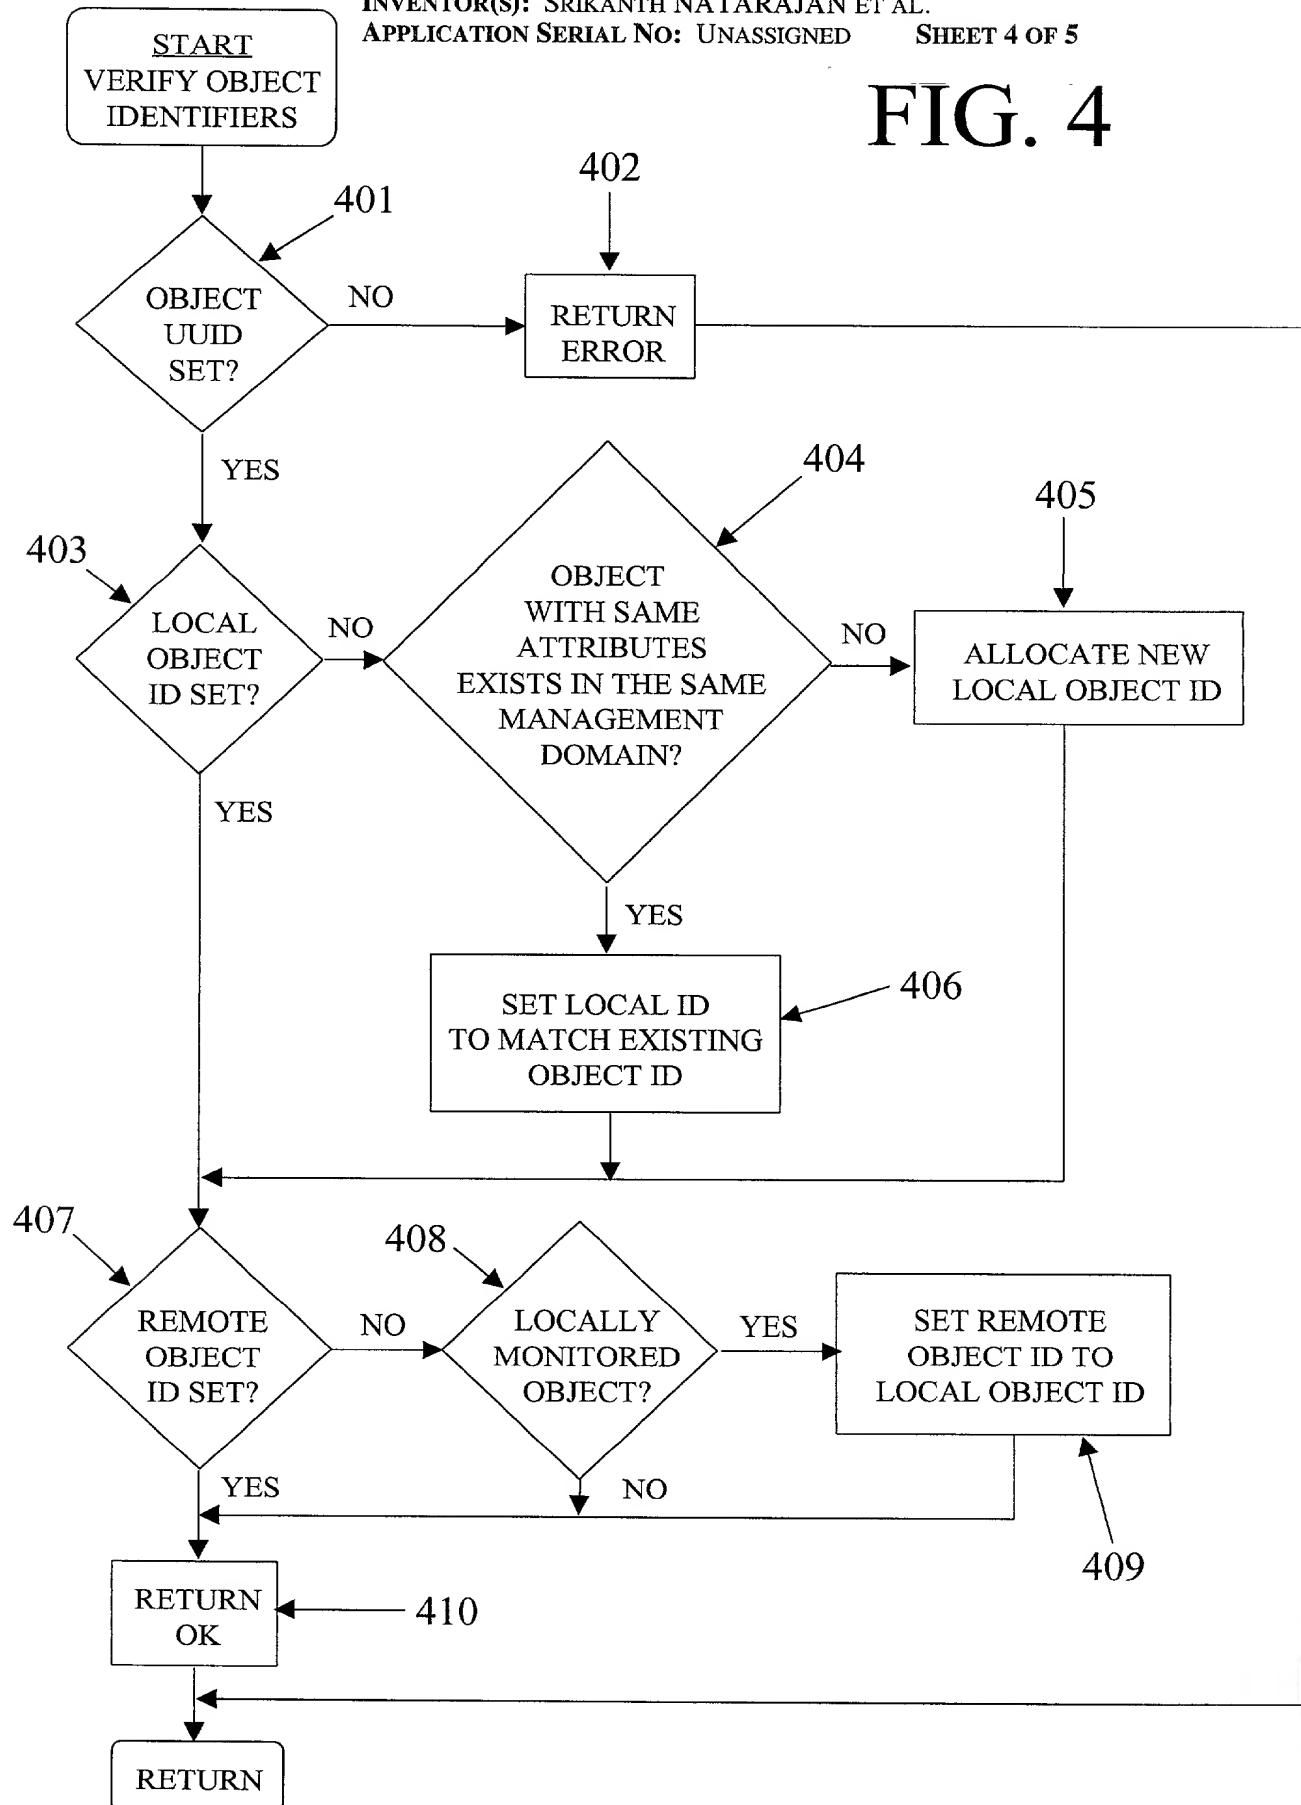 INVENTOR(S): SRIKANTH NATARAJAN ET AL.
APPLICATION SERIAL NO: UNASSIGNED SHEET 4 OF 5
FIG. 4
START
VERIFY OBJECT
IDENTIFIERS
401
402
OBJECT
UUID
SET?
NO
RETURN
ERROR
YES
403
LOCAL
OBJECT
ID SET?
NO
404
OBJECT
WITH SAME
ATTRIBUTES
EXISTS IN THE SAME
MANAGEMENT
DOMAIN?
NO
405
ALLOCATE NEW
LOCAL OBJECT ID
YES
YES
SET LOCAL ID
TO MATCH EXISTING
OBJECT ID
406
407
REMOTE
OBJECT
ID SET?
NO
408
LOCALLY
MONITORED
OBJECT?
YES
SET REMOTE
OBJECT ID TO
LOCAL OBJECT ID
YES
NO
409
RETURN
OK
410
RETURN